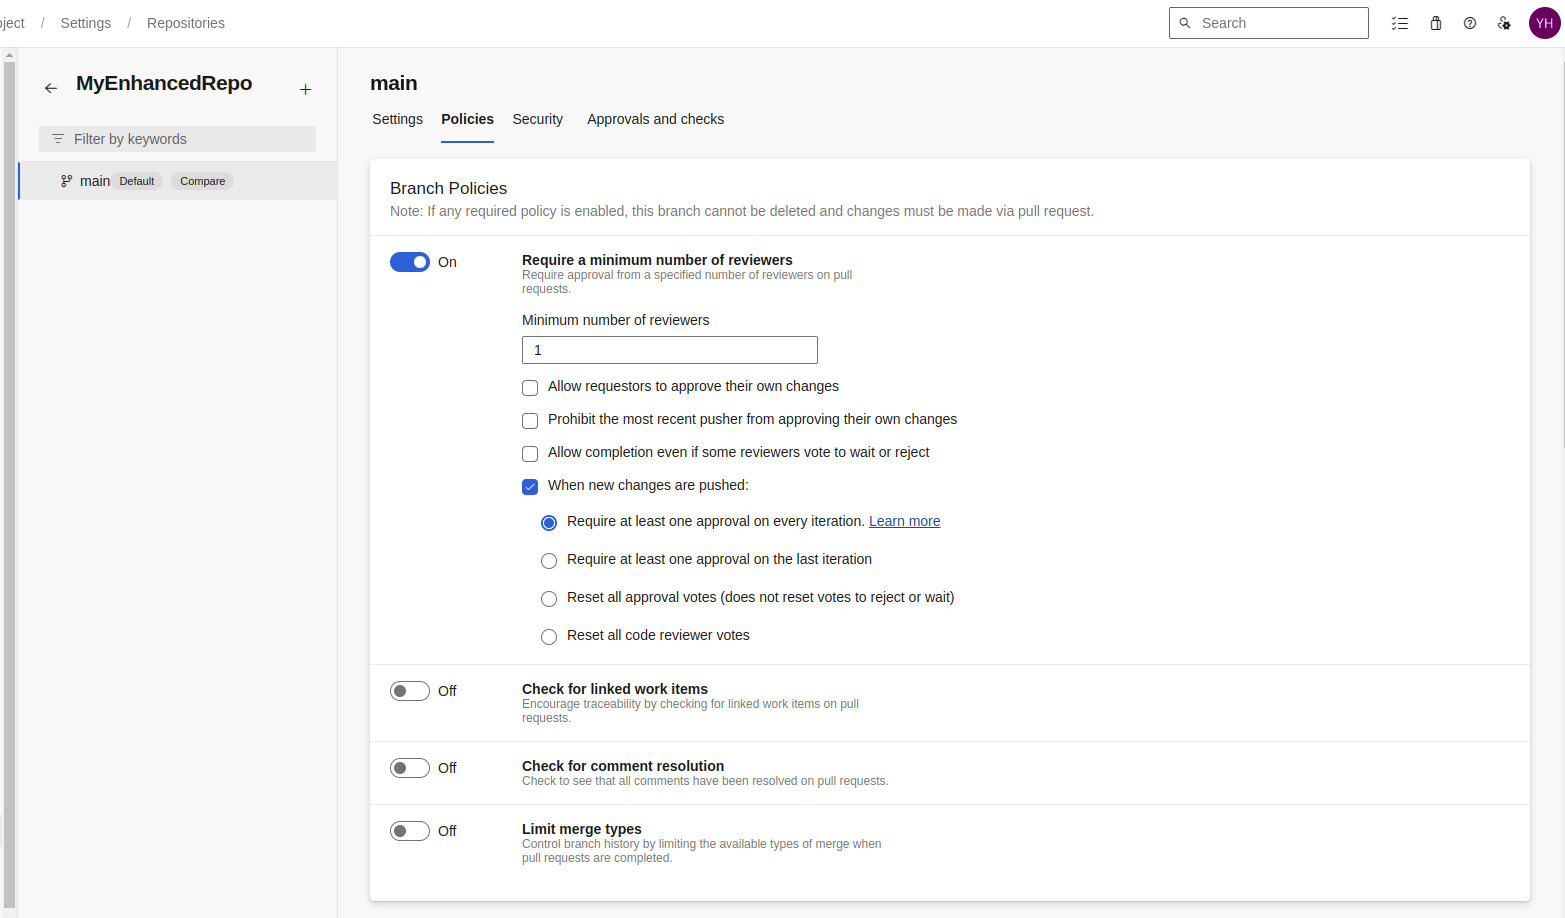 oject / Settings / Repositories
Search
YH
MyEnhancedRepo
Filter by keywords
main Default Compare
main
Settings Policies Security Approvals and checks
Branch Policies
Note: If any required policy is enabled, this branch cannot be deleted and changes must be made via pull request.
On
Require a minimum number of reviewers
Require approval from a specified number of reviewers on pull
requests.
Minimum number of reviewers
1
Allow requestors to approve their own changes
Prohibit the most recent pusher from approving their own changes
Allow completion even if some reviewers vote to wait or reject
When new changes are pushed:
Require at least one approval on every iteration. Learn more
Require at least one approval on the last iteration
Reset all approval votes (does not reset votes to reject or wait)
Reset all code reviewer votes
Off
Check for linked work items
Encourage traceability by checking for linked work items on pull
requests.
Off
Check for comment resolution
Check to see that all comments have been resolved on pull requests.
Off
Limit merge types
Control branch history by limiting the available types of merge when
pull requests are completed.